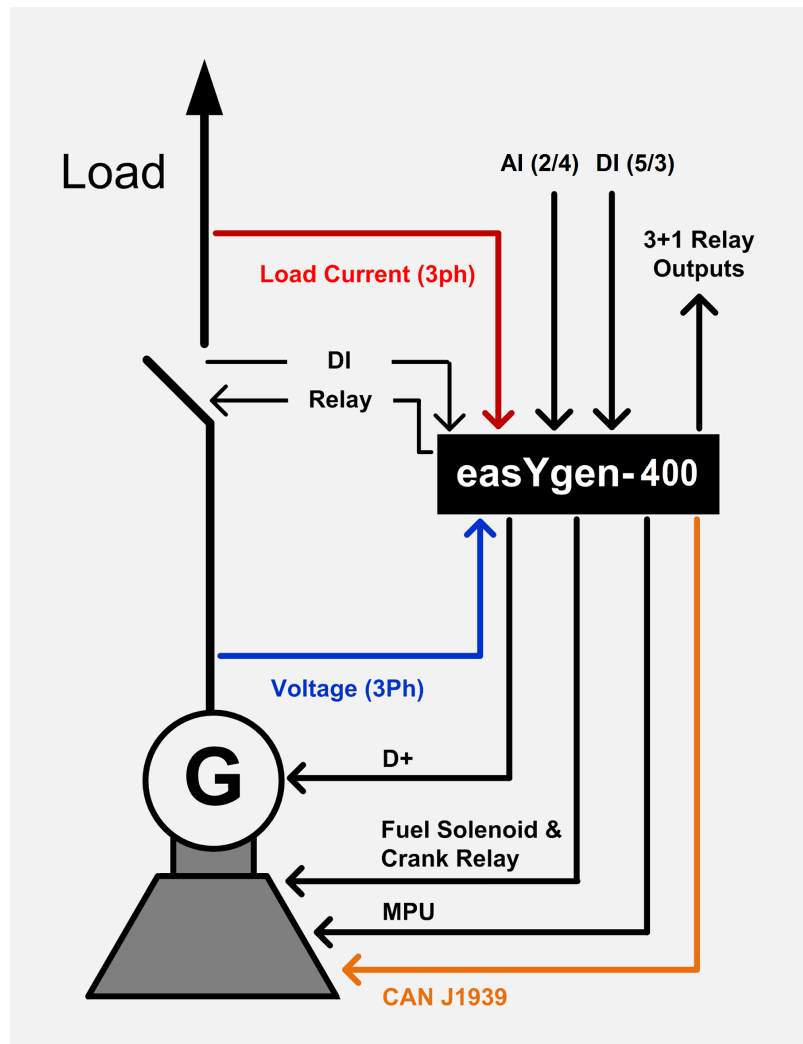 Load
AI (2/4)
DI (5/3)
3+1 Relay
Outputs
Load Current (3ph)
DI
Relay
easYgen-400
Voltage (3Ph)
G
D+
Fuel Solenoid &
Crank Relay
MPU
CAN J1939